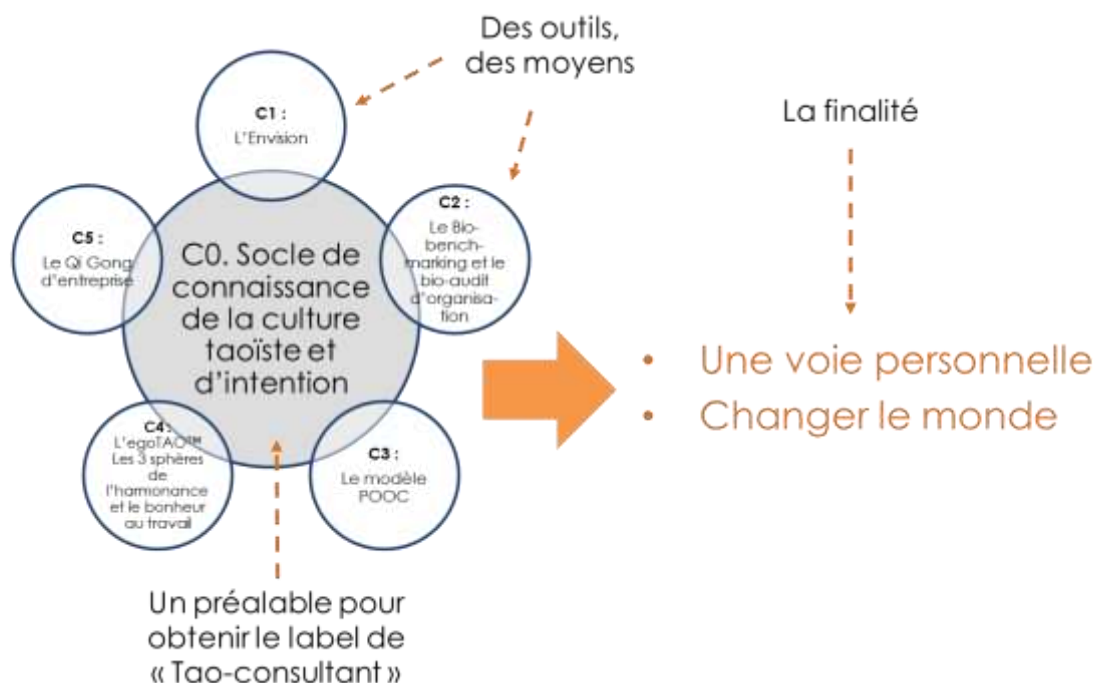 Des outils,
des moyens
La finalité
C1 :
L'Envision
C2 :
Le Bio-
bench-
marking et le
bio-audit
d'organisa-
tion
C5 :
Le Qi Gong
d'entreprise
C0. Socle de
connaissance
de la culture
taoïste et
d'intention
• Une voie personnelle
• Changer le monde
C4 :
L'egoTAO™
Les 3 sphères
de
l'harmonance
et le bonheur
au travail
C3 :
Le modèle
POOC
Un préalable pour
obtenir le label de
« Tao-consultant »